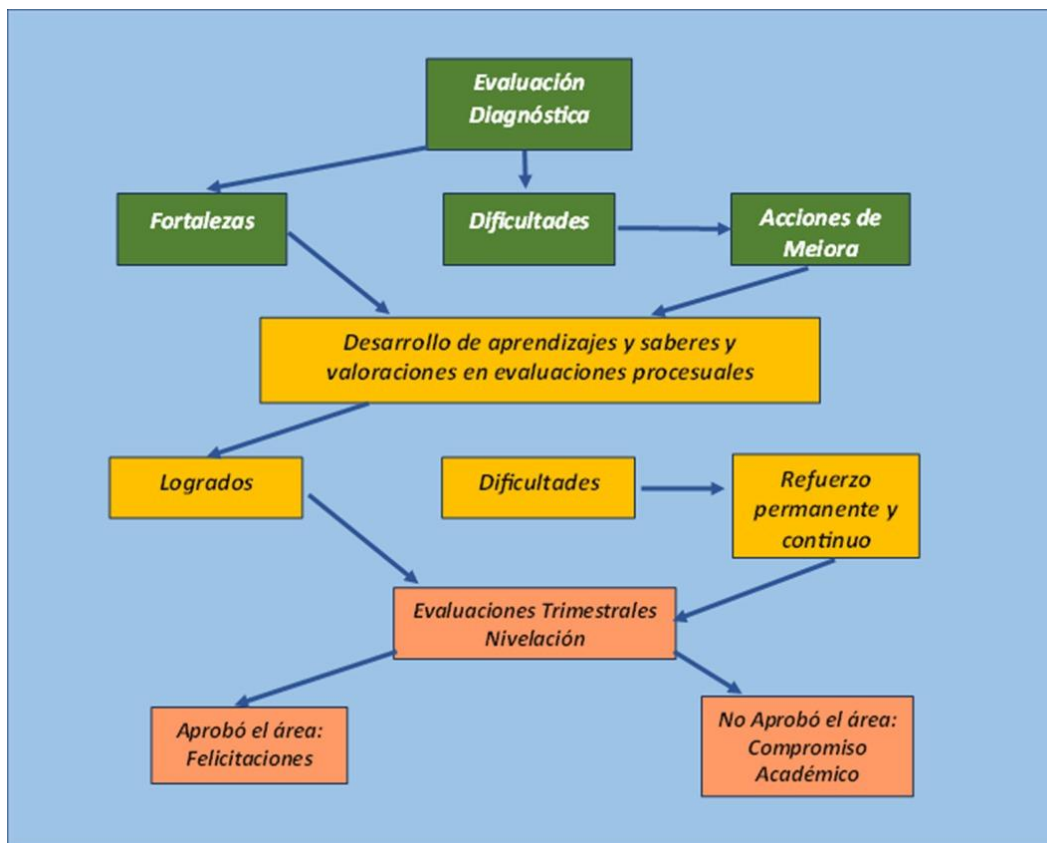 Evaluación
Diagnóstica
Fortalezas
Dificultades
Acciones de
Mejora
Desarrollo de aprendizajes y saberes y
valoraciones en evaluaciones procesuales
Logrados
Dificultades
Refuerzo
permanente y
continuo
Evaluaciones Trimestrales
Nivelación
Aprobó el área:
Felicitaciones
No Aprobó el área:
Compromiso
Académico